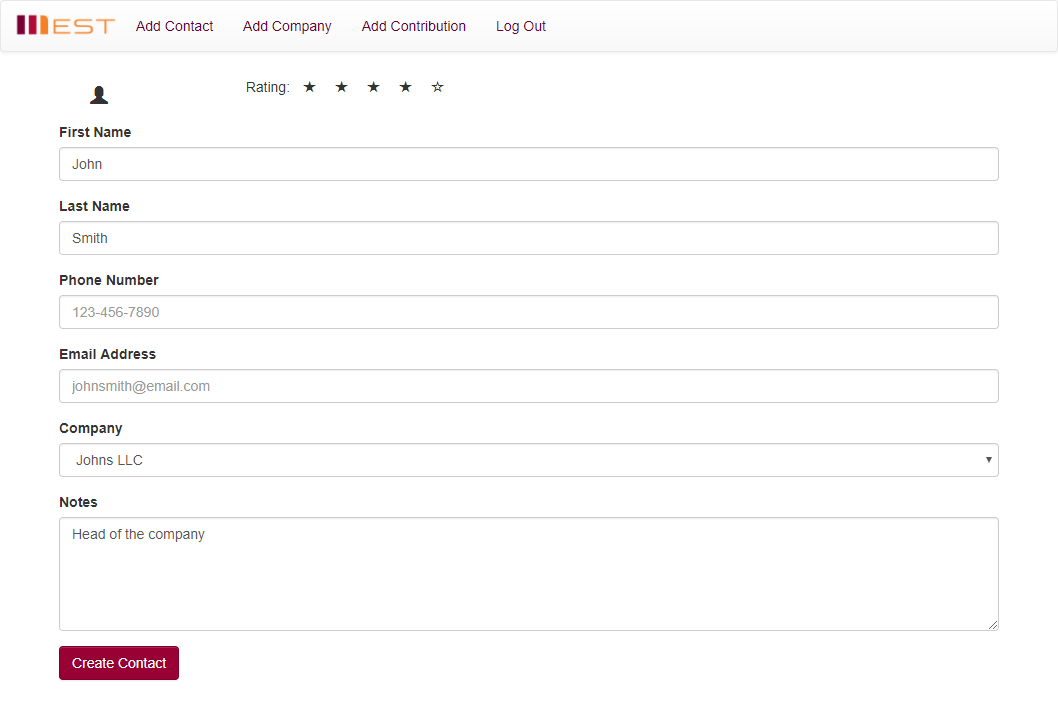 EST Add Contact Add Company Add Contribution Log Out
Rating: ★ ★ ★ ★ ☆
First Name
John
Last Name
Smith
Phone Number
123-456-7890
Email Address
johnsmith@email.com
Company
Johns LLC
Notes
Head of the company
Create Contact